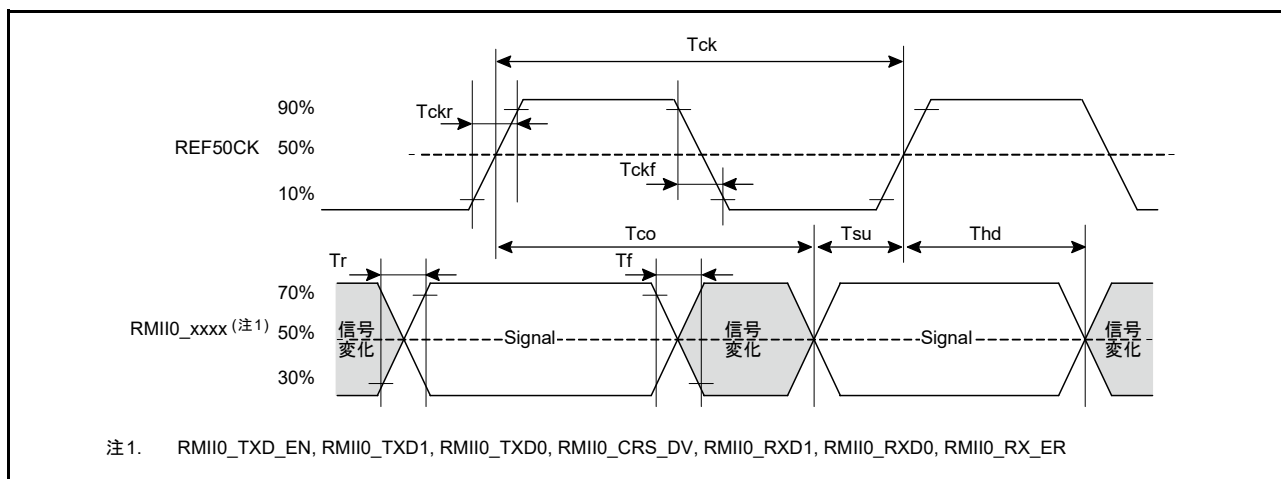 Tck
90%
Tckr
REF50CK 50%
Tckf
10%
Tco Tsu Thd
Tr Tf
70%
RMII0_xxxx (注1) 50% 信号変化 Signal 信号変化 Signal 信号変化
30%
注1. RMII0_TXD_EN, RMII0_TXD1, RMII0_TXD0, RMII0_CRS_DV, RMII0_RXD1, RMII0_RXD0, RMII0_RX_ER